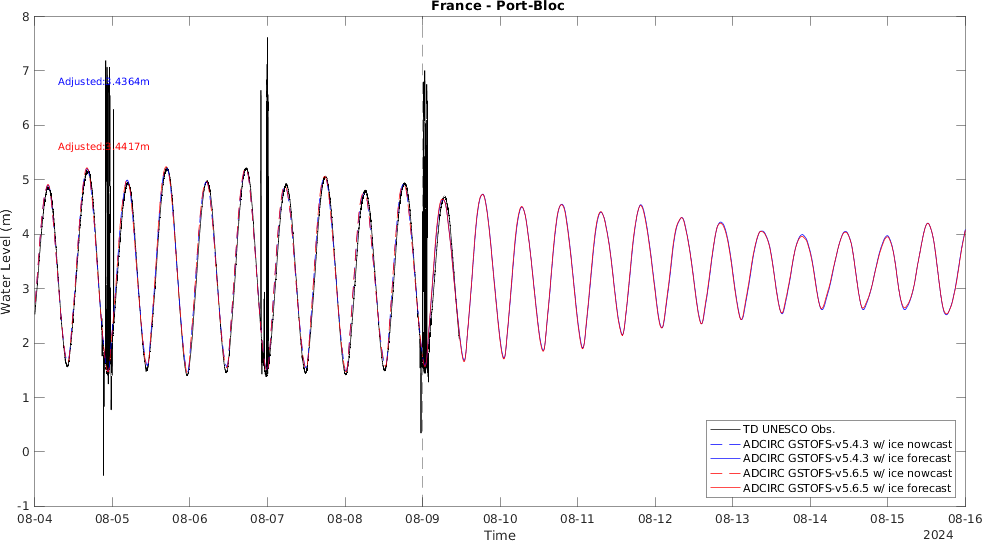 France - Port-Bloc
8
7
6
5
4
3
2
1
0
-1
Water Level (m)
Adjusted:3.4364m
Adjusted:3.4417m
TD UNESCO Obs.
ADCIRC GSTOFS-v5.4.3 w/ ice nowcast
ADCIRC GSTOFS-v5.4.3 w/ ice forecast
ADCIRC GSTOFS-v5.6.5 w/ ice nowcast
ADCIRC GSTOFS-v5.6.5 w/ ice forecast
08-04 08-05 08-06 08-07 08-08 08-09 08-10 08-11 08-12 08-13 08-14 08-15 08-16
Time
2024